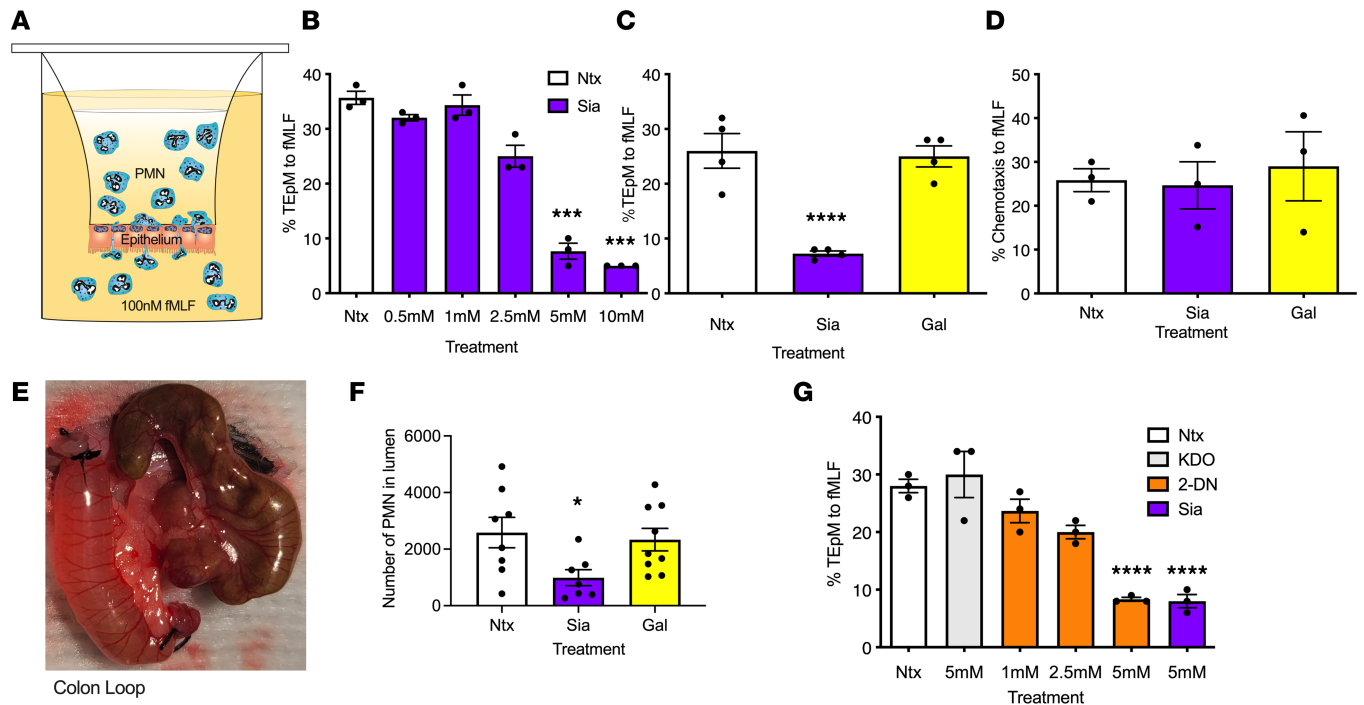 A
PMN
Epithelium
100nM fMLF
B
% TEpM to fMLF
40
30
20
10
0
Ntx
Sia
***
***
Ntx 0.5mM 1mM 2.5mM 5mM 10mM
Treatment
C
% TEpM to fMLF
40
30
20
10
0
****
Ntx Sia Gal
Treatment
D
% Chemotaxis to fMLF
50
40
30
20
10
0
Ntx Sia Gal
Treatment
E
Colon Loop
F
Number of PMN in lumen
6000
4000
2000
0
*
Ntx Sia Gal
Treatment
G
% TEpM to fMLF
40
30
20
10
0
Ntx
KDO
2-DN
Sia
**** ****
Ntx 5mM 1mM 2.5mM 5mM 5mM
Treatment